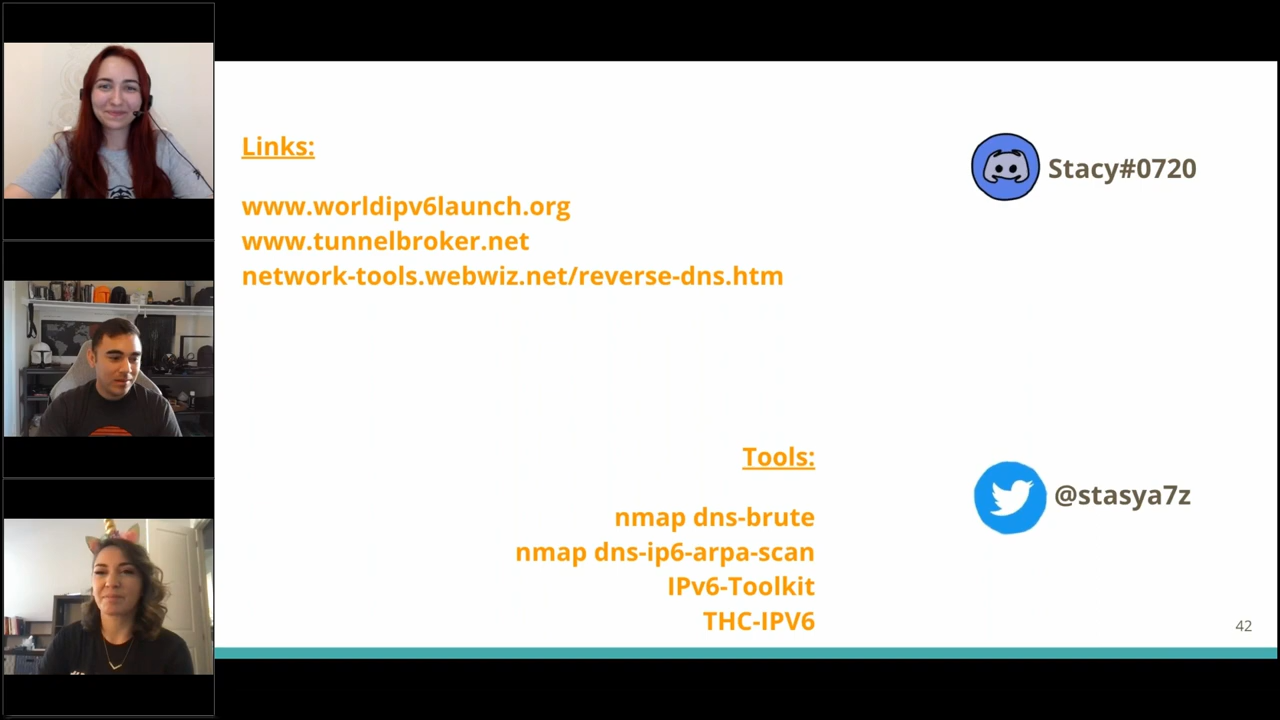 Links:
www.worldipv6launch.org
www.tunnelbroker.net
network-tools.webwiz.net/reverse-dns.htm
Stacy#0720
Tools:
nmap dns-brute
nmap dns-ip6-arpa-scan
IPv6-Toolkit
THC-IPV6
@stasya7z
42